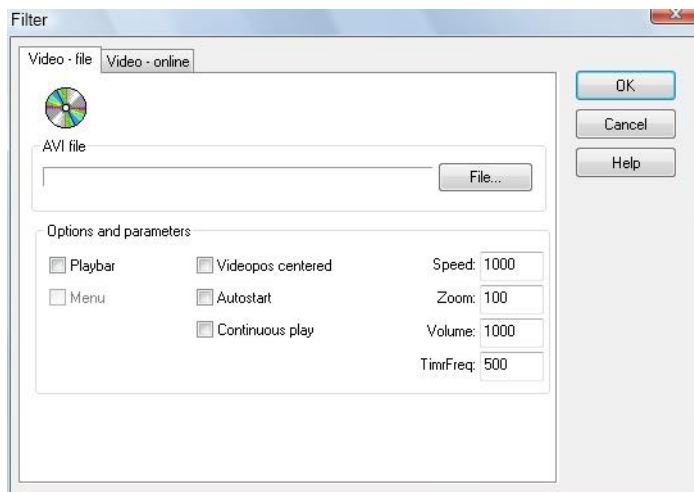 Filter
Video - file
Video - online
OK
Cancel
Help
AVI file
File...
Options and parameters
Playbar
Videopos centered
Speed: 1000
Menu
Autostart
Zoom: 100
Continuous play
Volume: 1000
TimrFreq: 500